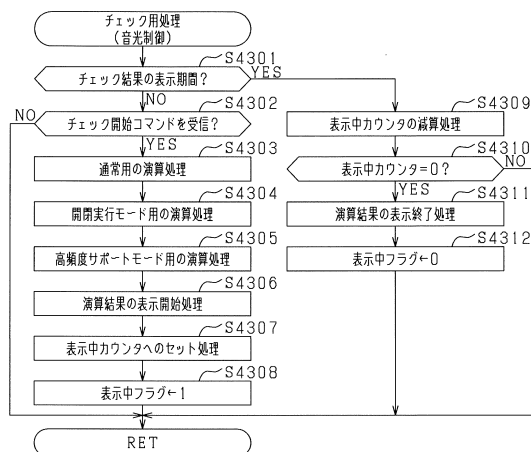 チェック用処理
(音光制御)
S4301
チェック結果の表示期間?
YES
NO
S4302
NO
チェック開始コマンドを受信?
YES
S4303
通常用の演算処理
S4304
開閉実行モード用の演算処理
S4305
高頻度サポートモード用の演算処理
S4306
演算結果の表示開始処理
S4307
表示中カウンタへのセット処理
S4308
表示中フラグ←1
S4309
表示中カウンタの減算処理
S4310
NO
表示中カウンタ=0?
YES
S4311
演算結果の表示終了処理
S4312
表示中フラグ←0
RET